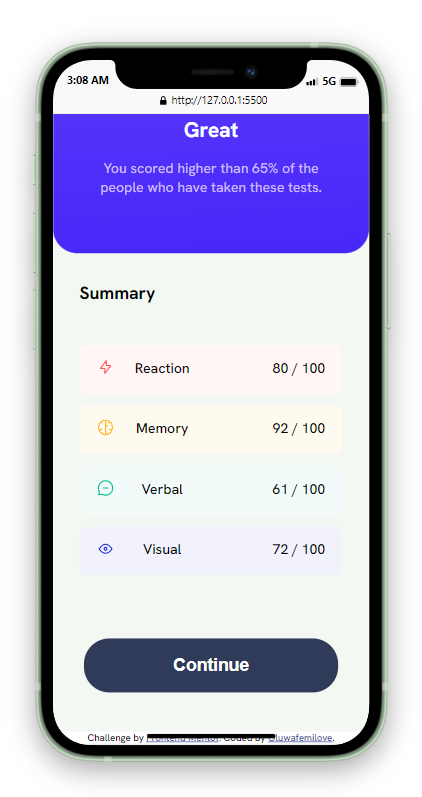 3:08 AM 5G
http://127.0.0.1:5500
Great
You scored higher than 65% of the
people who have taken these tests.
Summary
Reaction 80 / 100
Memory 92 / 100
Verbal 61 / 100
Visual 72 / 100
Continue
Challenge by Frontend Mentor. Coded by Oluwafemilove.